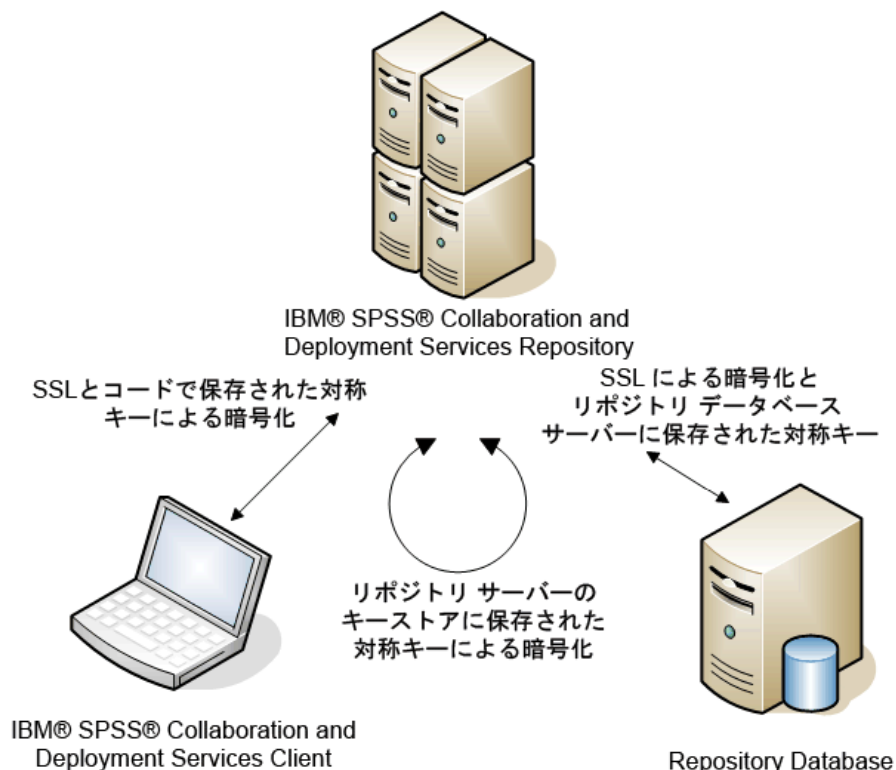 IBM® SPSS® Collaboration and
Deployment Services Repository
SSLとコードで保存された対称
キーによる暗号化
SSL による暗号化と
リポジトリ データベース
サーバーに保存された対称キー
リポジトリ サーバーの
キーストアに保存された
対称キーによる暗号化
IBM® SPSS® Collaboration and
Deployment Services Client
Repository Database